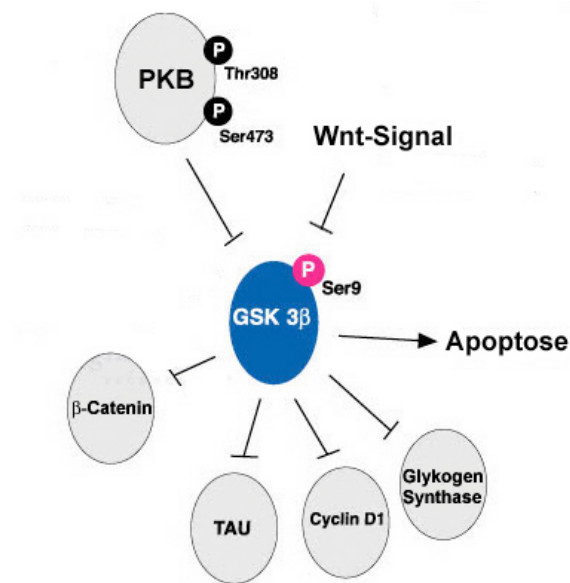 P
Thr308
PKB
P
Ser473
Wnt-Signal
P
Ser9
GSK 3β
Apoptose
β-Catenin
TAU
Cyclin D1
Glykogen
Synthase